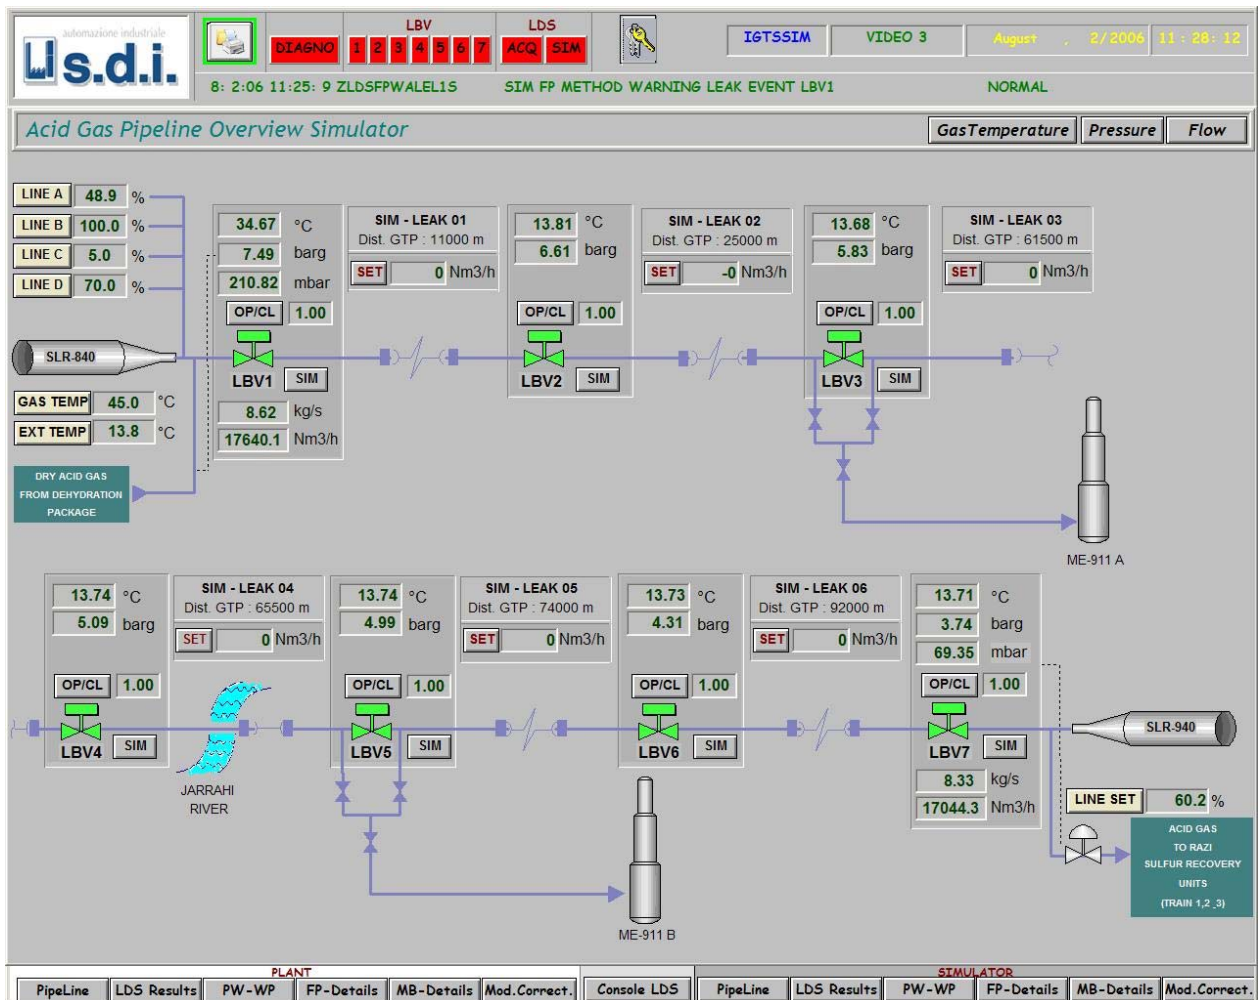 automazione industriale
s.d.i.
DIAGNO
LBV
1 2 3 4 5 6 7
LDS
ACQ SIM
IGTSSIM
VIDEO 3
August , 2/2006 11:28:12
8: 2:06 11:25: 9 ZLDSFPWALEL1S SIM FP METHOD WARNING LEAK EVENT LBV1 NORMAL
Acid Gas Pipeline Overview Simulator
GasTemperature Pressure Flow
LINE A 48.9 %
LINE B 100.0 %
LINE C 5.0 %
LINE D 70.0 %
SLR-840
GAS TEMP 45.0 °C
EXT TEMP 13.8 °C
DRY ACID GAS
FROM DEHYDRATION
PACKAGE
34.67 °C
7.49 barg
210.82 mbar
OP/CL 1.00
LBV1 SIM
8.62 kg/s
17640.1 Nm3/h
SIM - LEAK 01
Dist. GTP : 11000 m
SET 0 Nm3/h
13.81 °C
6.61 barg
OP/CL 1.00
LBV2 SIM
SIM - LEAK 02
Dist. GTP : 25000 m
SET -0 Nm3/h
13.68 °C
5.83 barg
OP/CL 1.00
LBV3 SIM
SIM - LEAK 03
Dist. GTP : 61500 m
SET 0 Nm3/h
ME-911 A
13.74 °C
5.09 barg
OP/CL 1.00
LBV4 SIM
SIM - LEAK 04
Dist. GTP : 65500 m
SET 0 Nm3/h
JARRAHI
RIVER
13.74 °C
4.99 barg
OP/CL 1.00
LBV5 SIM
SIM - LEAK 05
Dist. GTP : 74000 m
SET 0 Nm3/h
ME-911 B
13.73 °C
4.31 barg
OP/CL 1.00
LBV6 SIM
SIM - LEAK 06
Dist. GTP : 92000 m
SET 0 Nm3/h
13.71 °C
3.74 barg
69.35 mbar
OP/CL 1.00
LBV7 SIM
8.33 kg/s
17044.3 Nm3/h
SLR-940
LINE SET 60.2 %
ACID GAS
TO RAZI
SULFUR RECOVERY
UNITS
(TRAIN 1,2 ,3)
PLANT
PipeLine LDS Results PW-WP FP-Details MB-Details Mod.Correct.
Console LDS
SIMULATOR
PipeLine LDS Results PW-WP FP-Details MB-Details Mod.Correct.